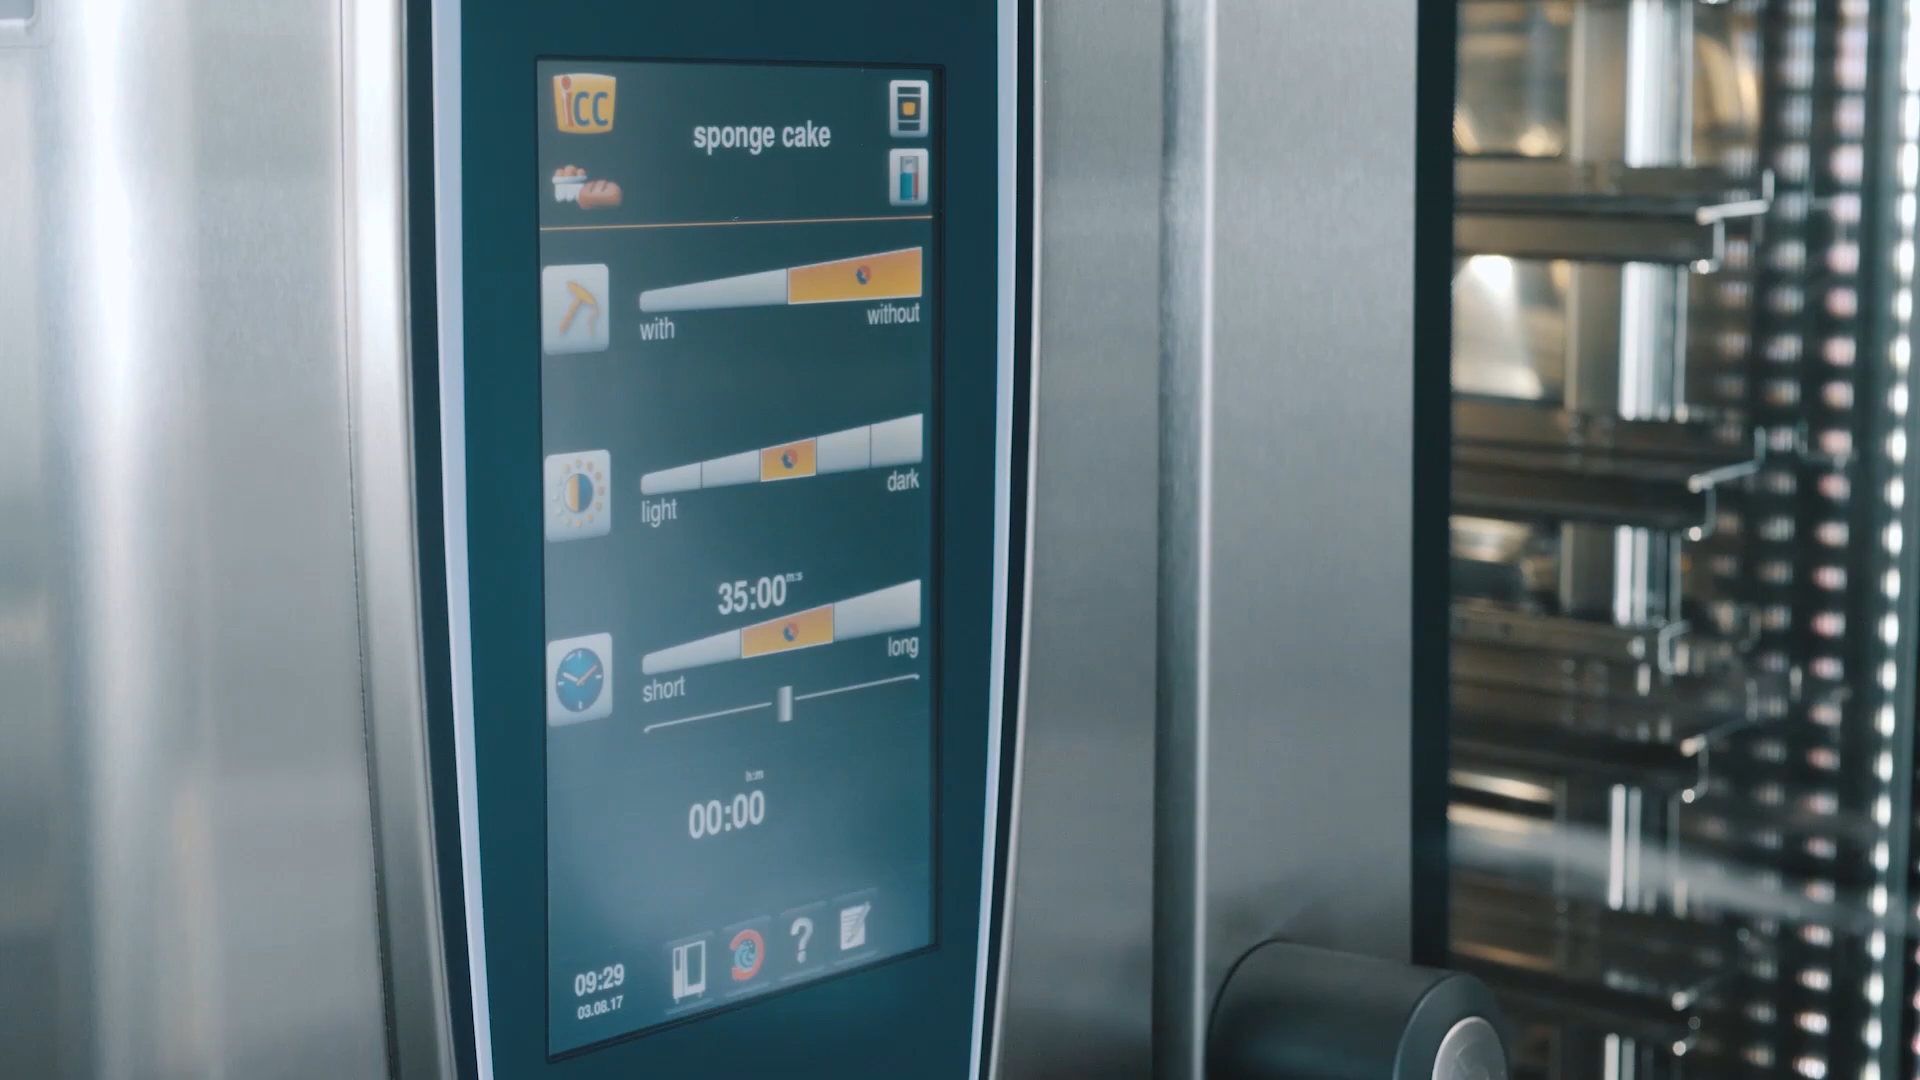 iCC
sponge cake
with
without
light
dark
35:00 m:s
short
long
h:m
00:00
?
09:29
03.08.17